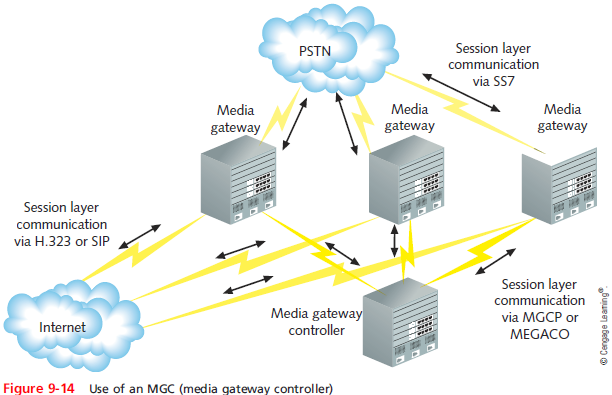 PSTN
Session layer
communication
via SS7
Media
gateway
Media
gateway
Media
gateway
Session layer
communication
via H.323 or SIP
Internet
Media gateway
controller
Session layer
communication
via MGCP or
MEGACO
© Cengage Learning®.
Figure 9-14 Use of an MGC (media gateway controller)